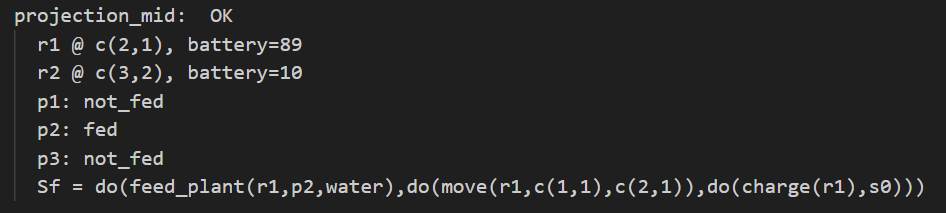 projection_mid:  OK
r1 @ c(2,1), battery=89
r2 @ c(3,2), battery=10
p1: not_fed
p2: fed
p3: not_fed
Sf = do(feed_plant(r1,p2,water),do(move(r1,c(1,1),c(2,1)),do(charge(r1),s0)))